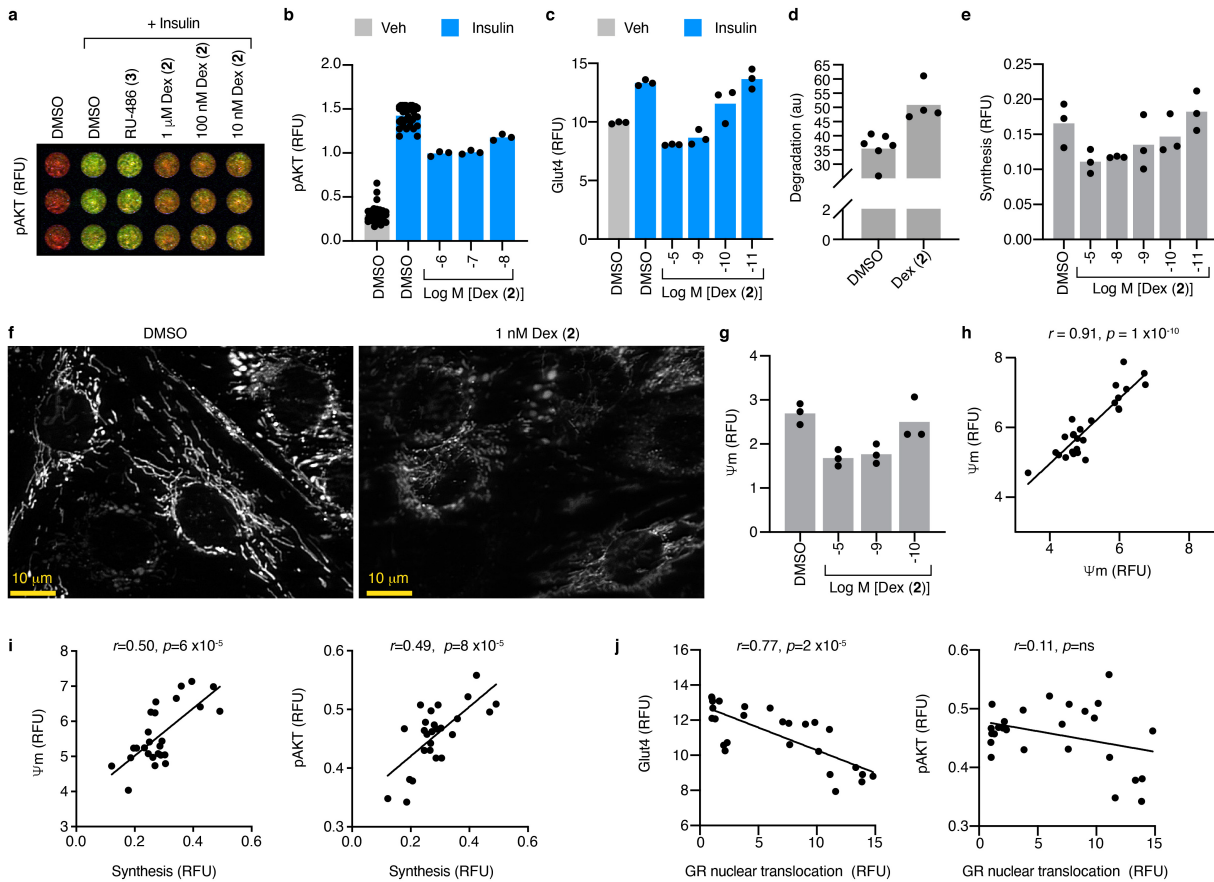 a
+ Insulin
DMSO
DMSO
RU-486 (3)
1 μM Dex (2)
100 nM Dex (2)
10 nM Dex (2)
pAKT (RFU)
b
Veh
Insulin
pAKT (RFU)
2.0
1.5
1.0
0.5
0.0
DMSO
DMSO
-6
-7
-8
Log M [Dex (2)]
c
Veh
Insulin
Glut4 (RFU)
15
10
5
0
DMSO
DMSO
-5
-9
-10
-11
Log M [Dex (2)]
d
Degradation (au)
65
60
55
50
45
40
35
30
2
0
DMSO
Dex (2)
e
Synthesis (RFU)
0.25
0.20
0.15
0.10
0.05
0.00
DMSO
-5
-8
-9
-10
-11
Log M [Dex (2)]
f
DMSO
1 nM Dex (2)
10 μm
10 μm
g
Ψm (RFU)
4
3
2
1
0
DMSO
-5
-9
-10
Log M [Dex (2)]
h
r = 0.91, p = 1 x10-10
Ψm (RFU)
8
6
4
4
6
8
Ψm (RFU)
i
r=0.50, p=6 x10-5
Ψm (RFU)
8
7
6
5
4
3
0.0
0.2
0.4
0.6
Synthesis (RFU)
r=0.49, p=8 x10-5
pAKT (RFU)
0.6
0.5
0.4
0.3
0.0
0.2
0.4
0.6
Synthesis (RFU)
j
r=0.77, p=2 x10-5
Glut4 (RFU)
16
14
12
10
8
6
0
5
10
15
GR nuclear translocation (RFU)
r=0.11, p=ns
pAKT (RFU)
0.6
0.5
0.4
0.3
0
5
10
15
GR nuclear translocation (RFU)